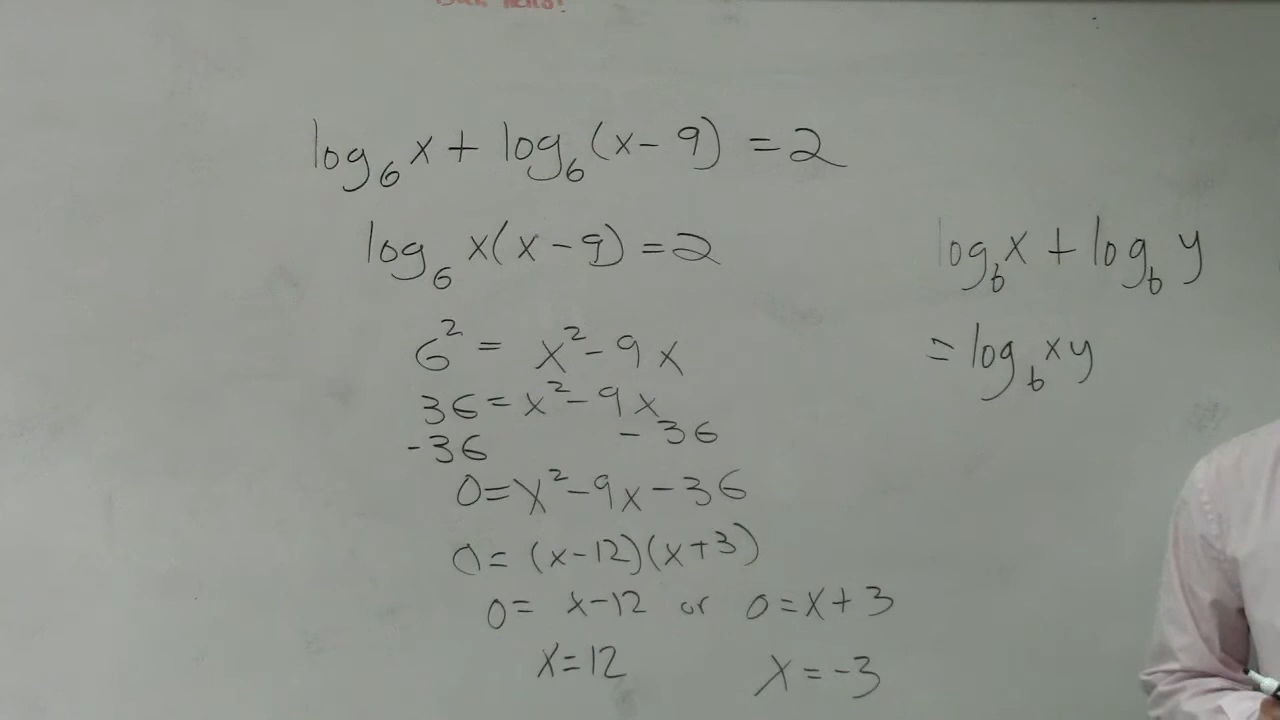 log₆x + log₆(x - 9) = 2
log₆ x(x - 9) = 2
6² = x² - 9x
36 = x² - 9x
-36 - 36
0 = x² - 9x - 36
0 = (x - 12)(x + 3)
0 = x - 12 or 0 = x + 3
x = 12 x = -3
log_b x + log_b y
= log_b xy